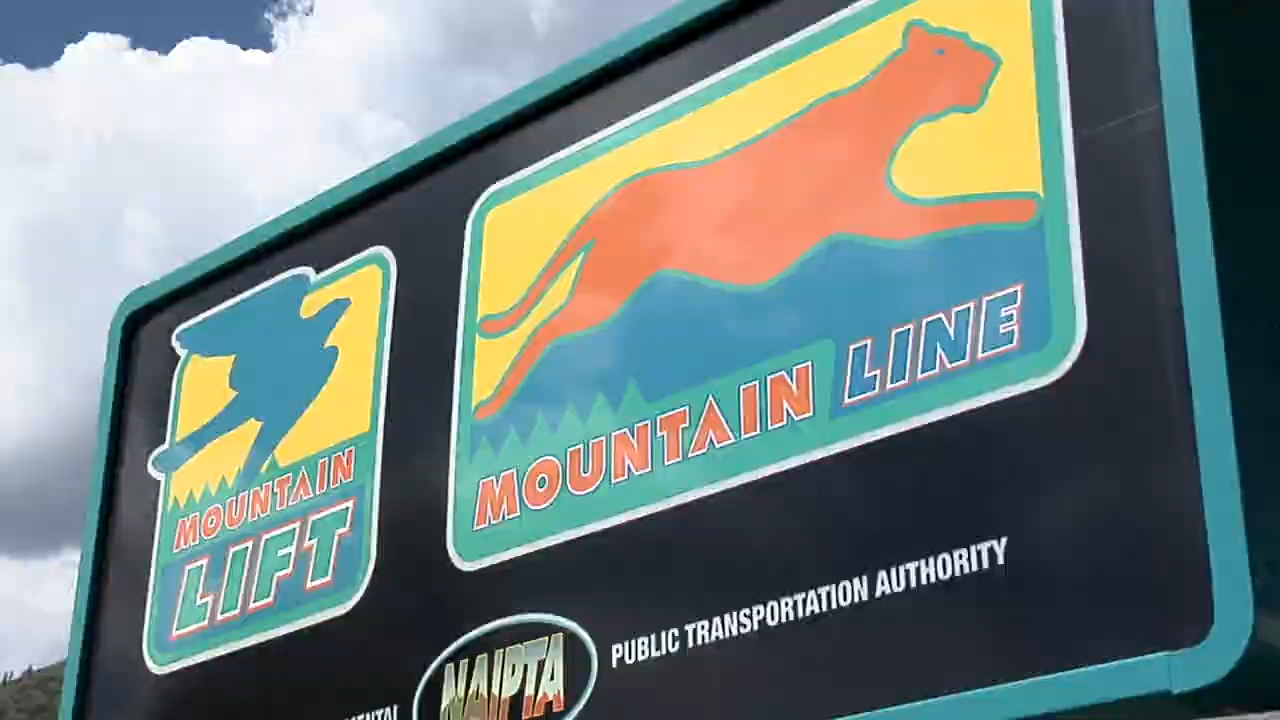 MOUNTAIN
LIFT
MOUNTAIN LINE
NAIPTA
PUBLIC TRANSPORTATION AUTHORITY